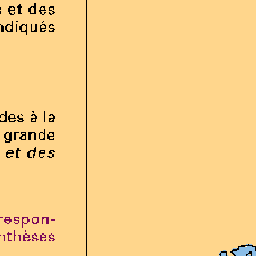 et des
ndiqués
des à la
grande
et des
respon-
nthèses